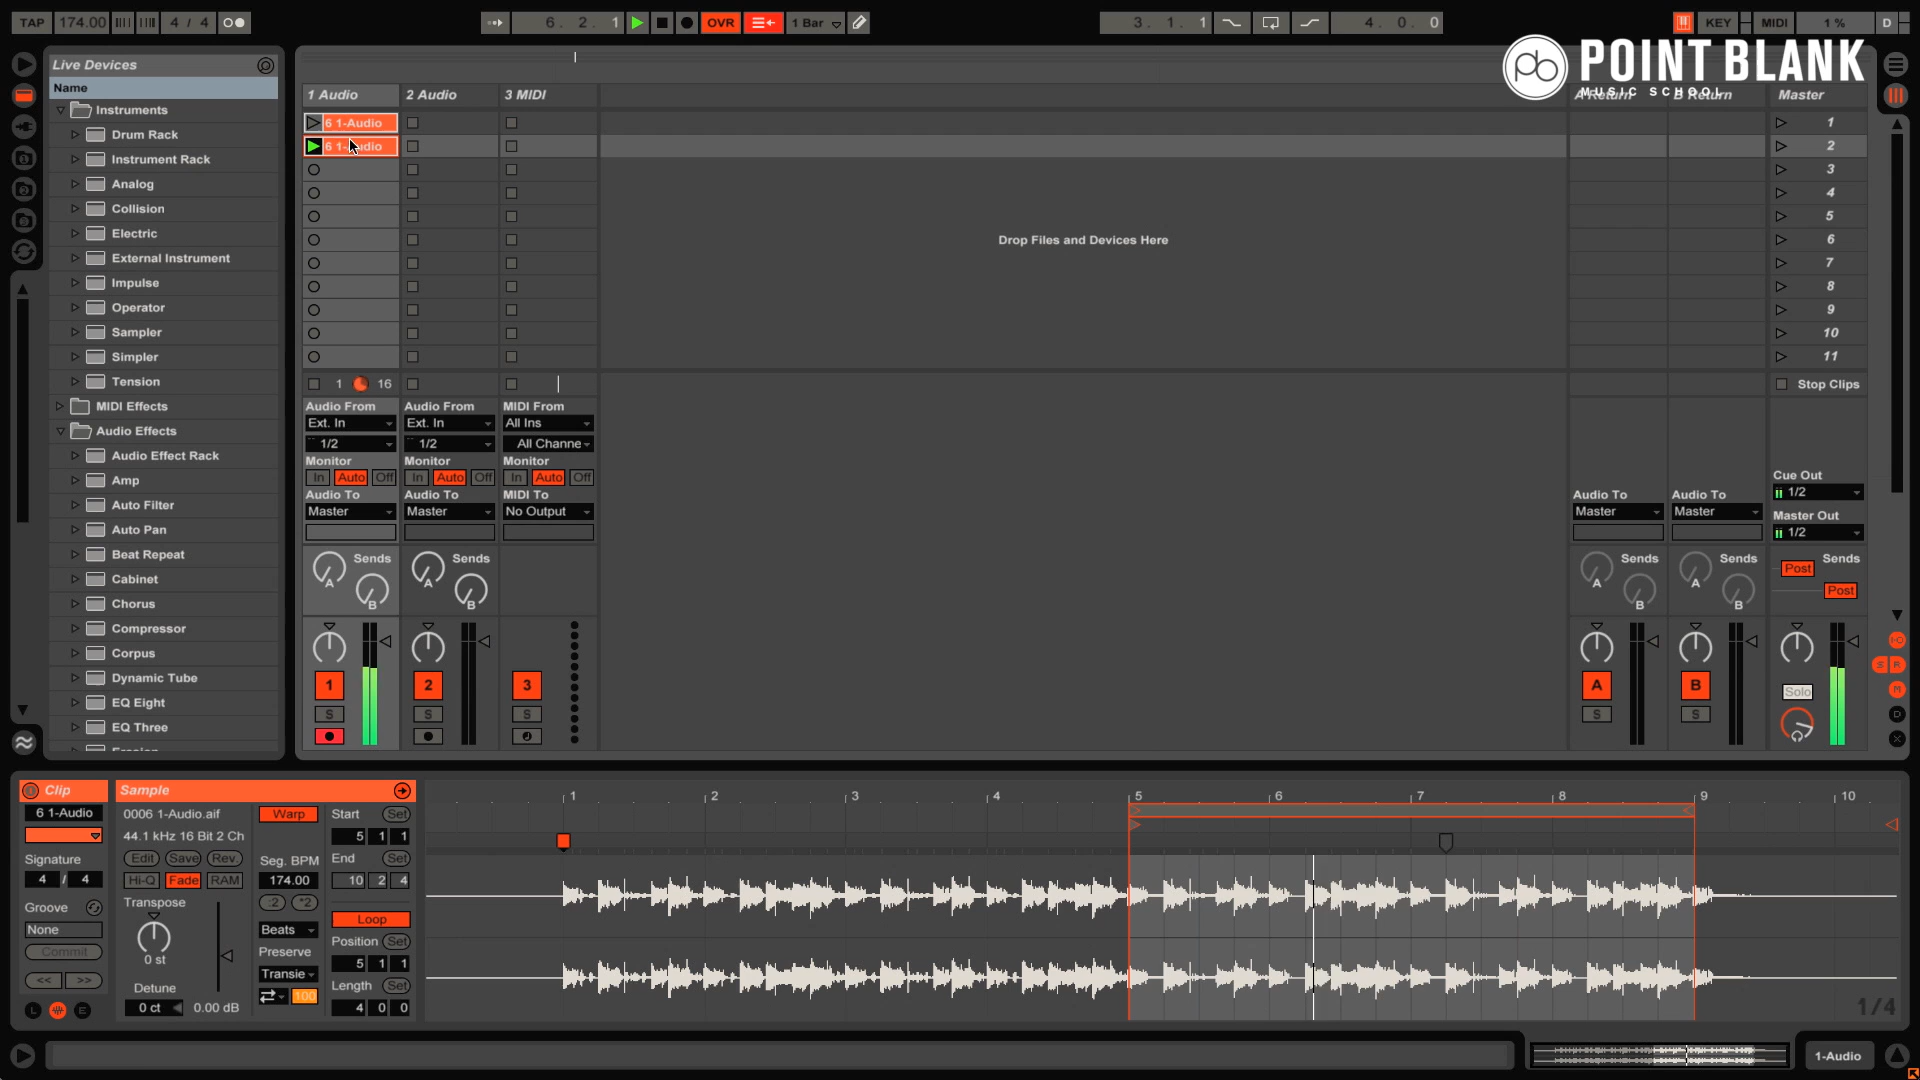 TAP 174.00 4 / 4 6. 2. 1 OVR 1 Bar 3. 1. 1 4. 0. 0 KEY MIDI 1 % D
POINT BLANK
MUSIC SCHOOL
Live Devices
Name
Instruments
Drum Rack
Instrument Rack
Analog
Collision
Electric
External Instrument
Impulse
Operator
Sampler
Simpler
Tension
MIDI Effects
Audio Effects
Audio Effect Rack
Amp
Auto Filter
Auto Pan
Beat Repeat
Cabinet
Chorus
Compressor
Corpus
Dynamic Tube
EQ Eight
EQ Three
1 Audio 2 Audio 3 MIDI A Return B Return Master
6 1-Audio 1
6 1-Audio 2
3
4
5
Drop Files and Devices Here 6
7
8
9
10
11
1 16 Stop Clips
Audio From Audio From MIDI From
Ext. In Ext. In All Ins
1/2 1/2 All Channe
Monitor Monitor Monitor
In Auto Off In Auto Off In Auto Off
Cue Out
1/2
Audio To Audio To MIDI To Audio To Audio To
Master Master No Output Master Master
Master Out
1/2
Sends Sends Sends Sends Sends
A A A A Post
B B B B Post
1 2 3 A B
S S S S S Solo
Clip Sample
6 1-Audio 0006 1-Audio.aif Warp Start Set
44.1 kHz 16 Bit 2 Ch 5 1 1
Signature Edit Save Rev. Seg. BPM End Set
4 / 4 Hi-Q Fade RAM 174.00 10 2 4
Groove Transpose :2 *2 Loop
None Beats Position Set
Commit 0 st Preserve 5 1 1
<< >> Detune Transie Length Set
L E 0 ct 0.00 dB 100 4 0 0
1 2 3 4 5 6 7 8 9 10
1/4
1-Audio